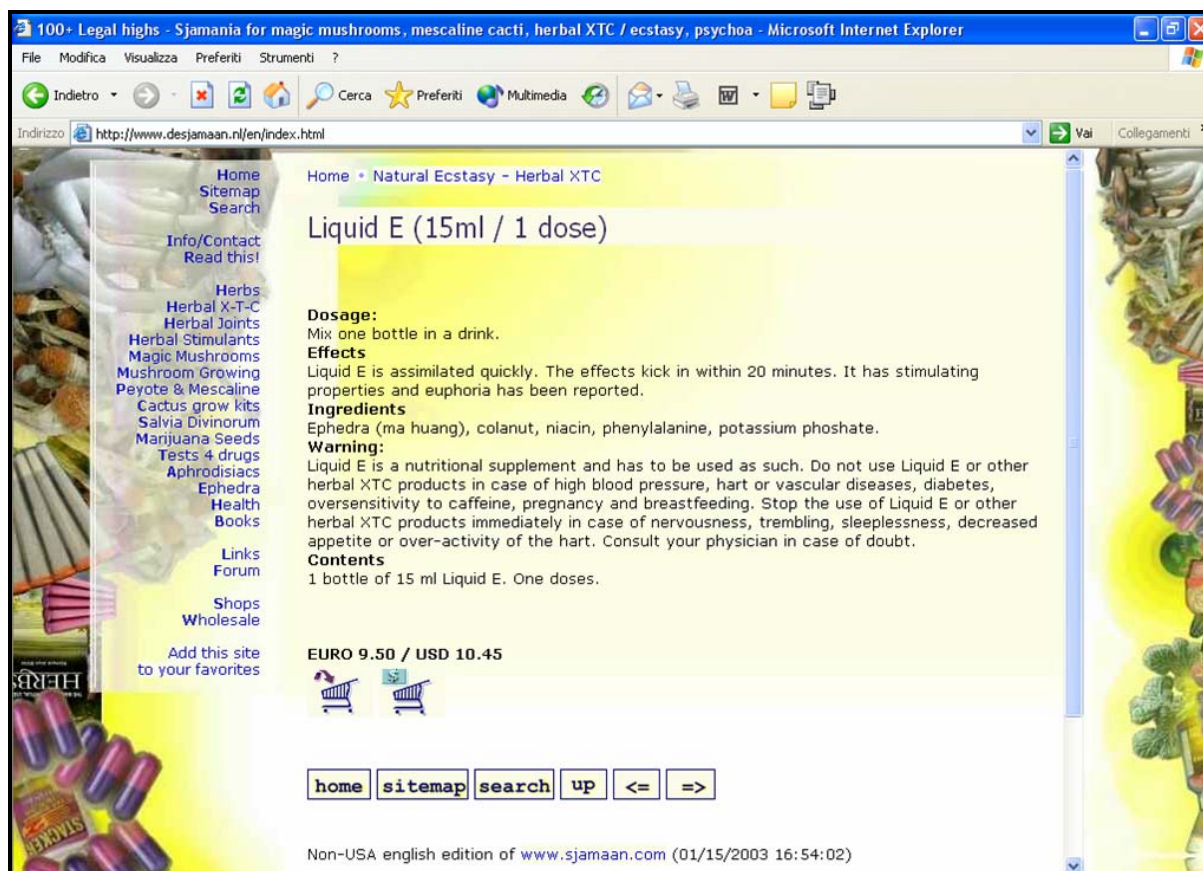 100+ Legal highs - Sjamania for magic mushrooms, mescaline cacti, herbal XTC / ecstasy, psychoa - Microsoft Internet Explorer
File Modifica Visualizza Preferiti Strumenti ?
Indietro Cerca Preferiti Multimedia
Indirizzo http://www.desjamaan.nl/en/index.html Vai Collegamenti
Home
Sitemap
Search
Info/Contact
Read this!
Herbs
Herbal X-T-C
Herbal Joints
Herbal Stimulants
Magic Mushrooms
Mushroom Growing
Peyote & Mescaline
Cactus grow kits
Salvia Divinorum
Marijuana Seeds
Tests 4 drugs
Aphrodisiacs
Ephedra
Health
Books
Links
Forum
Shops
Wholesale
Add this site
to your favorites
Home Natural Ecstasy - Herbal XTC
Liquid E (15ml / 1 dose)
Dosage:
Mix one bottle in a drink.
Effects
Liquid E is assimilated quickly. The effects kick in within 20 minutes. It has stimulating
properties and euphoria has been reported.
Ingredients
Ephedra (ma huang), colanut, niacin, phenylalanine, potassium phoshate.
Warning:
Liquid E is a nutritional supplement and has to be used as such. Do not use Liquid E or other
herbal XTC products in case of high blood pressure, hart or vascular diseases, diabetes,
oversensitivity to caffeine, pregnancy and breastfeeding. Stop the use of Liquid E or other
herbal XTC products immediately in case of nervousness, trembling, sleeplessness, decreased
appetite or over-activity of the hart. Consult your physician in case of doubt.
Contents
1 bottle of 15 ml Liquid E. One doses.
EURO 9.50 / USD 10.45
home sitemap search up <= =>
Non-USA english edition of www.sjamaan.com (01/15/2003 16:54:02)
HERBS
STACKER